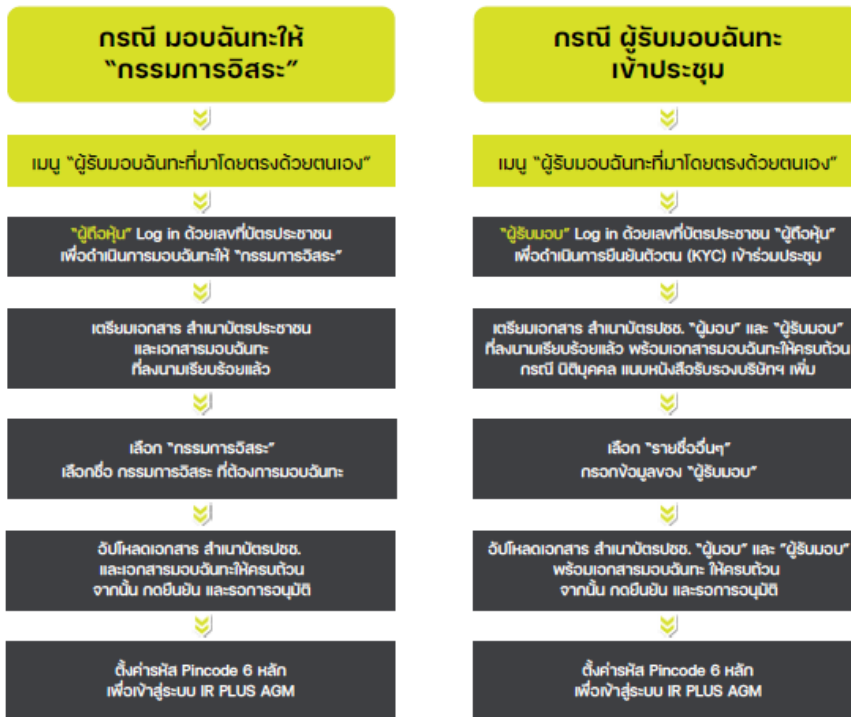 กรณี มอบฉันทะให้
“กรรมการอิสระ”
เมนู “ผู้รับมอบฉันทะที่มาโดยตรงด้วยตนเอง”
“ผู้ถือหุ้น” Log in ด้วยเลขที่บัตรประชาชน
เพื่อดำเนินการมอบฉันทะให้ “กรรมการอิสระ”
เตรียมเอกสาร สำเนาบัตรประชาชน
และเอกสารมอบฉันทะ
ที่ลงนามเรียบร้อยแล้ว
เลือก “กรรมการอิสระ”
เลือกชื่อ กรรมการอิสระ ที่ต้องการมอบฉันทะ
อัปโหลดเอกสาร สำเนาบัตรปชช.
และเอกสารมอบฉันทะให้ครบถ้วน
จากนั้น กดยืนยัน และรอการอนุมัติ
ตั้งค่ารหัส Pincode 6 หลัก
เพื่อเข้าสู่ระบบ IR PLUS AGM
กรณี ผู้รับมอบฉันทะ
เข้าประชุม
เมนู “ผู้รับมอบฉันทะที่มาโดยตรงด้วยตนเอง”
“ผู้รับมอบ” Log in ด้วยเลขที่บัตรประชาชน “ผู้ถือหุ้น”
เพื่อดำเนินการยืนยันตัวตน (KYC) เข้าร่วมประชุม
เตรียมเอกสาร สำเนาบัตรปชช. “ผู้มอบ” และ “ผู้รับมอบ”
ที่ลงนามเรียบร้อยแล้ว พร้อมเอกสารมอบฉันทะให้ครบถ้วน
กรณี นิติบุคคล แนบหนังสือรับรองบริษัทฯ เพิ่ม
เลือก “รายชื่ออื่นๆ”
กรอกข้อมูลของ “ผู้รับมอบ”
อัปโหลดเอกสาร สำเนาบัตรปชช. “ผู้มอบ” และ “ผู้รับมอบ”
พร้อมเอกสารมอบฉันทะ ให้ครบถ้วน
จากนั้น กดยืนยัน และรอการอนุมัติ
ตั้งค่ารหัส Pincode 6 หลัก
เพื่อเข้าสู่ระบบ IR PLUS AGM